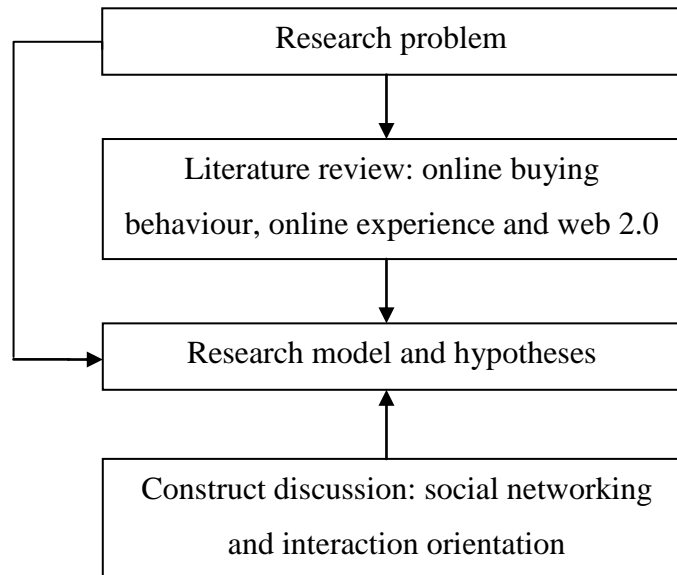 Research problem
Literature review: online buying
behaviour, online experience and web 2.0
Research model and hypotheses
Construct discussion: social networking
and interaction orientation